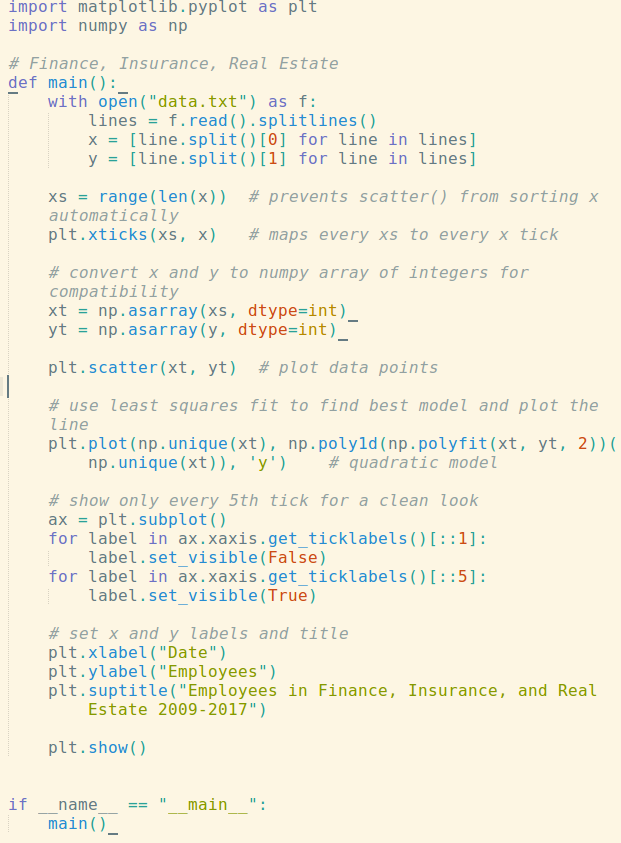 import matplotlib.pyplot as plt
import numpy as np
# Finance, Insurance, Real Estate
def main():
with open("data.txt") as f:
lines = f.read().splitlines()
x = [line.split()[0] for line in lines]
y = [line.split()[1] for line in lines]
xs = range(len(x))  # prevents scatter() from sorting x
automatically
plt.xticks(xs, x)   # maps every xs to every x tick
# convert x and y to numpy array of integers for
compatibility
xt = np.asarray(xs, dtype=int)
yt = np.asarray(y, dtype=int)
plt.scatter(xt, yt)  # plot data points
# use least squares fit to find best model and plot the
line
plt.plot(np.unique(xt), np.poly1d(np.polyfit(xt, yt, 2))(
np.unique(xt)), 'y')    # quadratic model
# show only every 5th tick for a clean look
ax = plt.subplot()
for label in ax.xaxis.get_ticklabels()[::1]:
label.set_visible(False)
for label in ax.xaxis.get_ticklabels()[::5]:
label.set_visible(True)
# set x and y labels and title
plt.xlabel("Date")
plt.ylabel("Employees")
plt.suptitle("Employees in Finance, Insurance, and Real
Estate 2009-2017")
plt.show()
if __name__ == "__main__":
main()